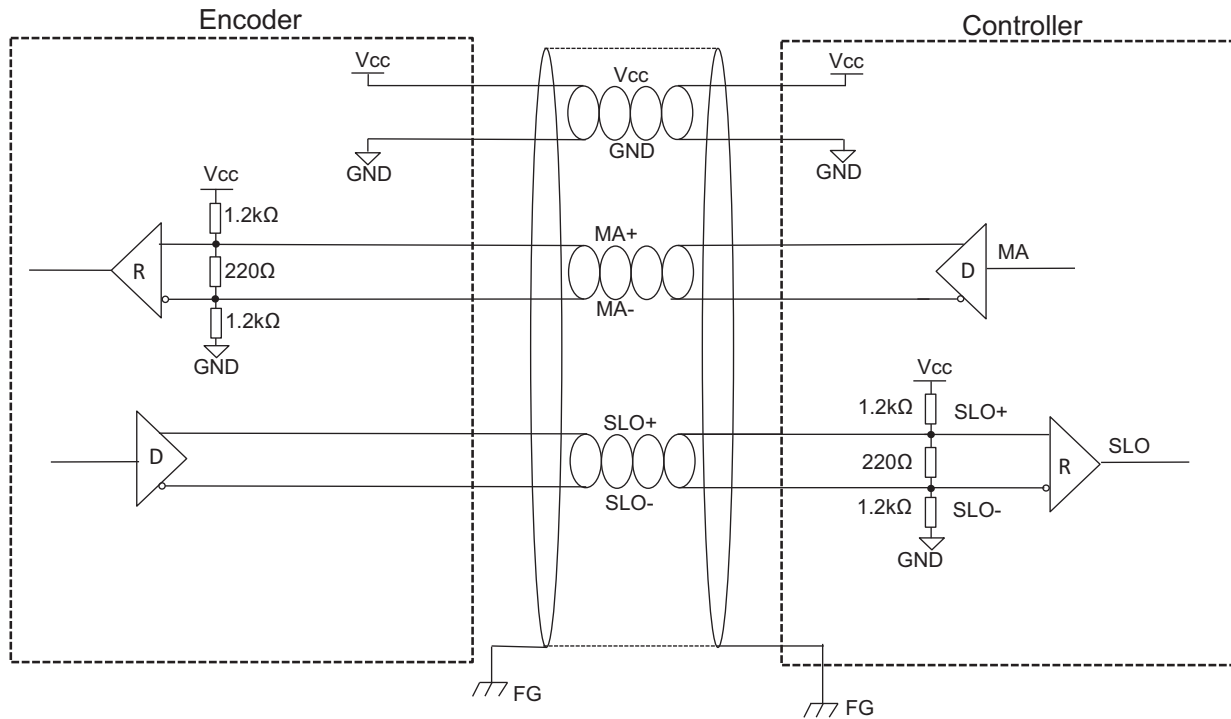 Encoder
Controller
Vcc
Vcc
Vcc
GND
GND
GND
Vcc
1.2kΩ
R
220Ω
1.2kΩ
GND
MA+
MA-
D
MA
D
SLO+
SLO-
Vcc
1.2kΩ
SLO+
220Ω
R
SLO
1.2kΩ
SLO-
GND
FG
FG